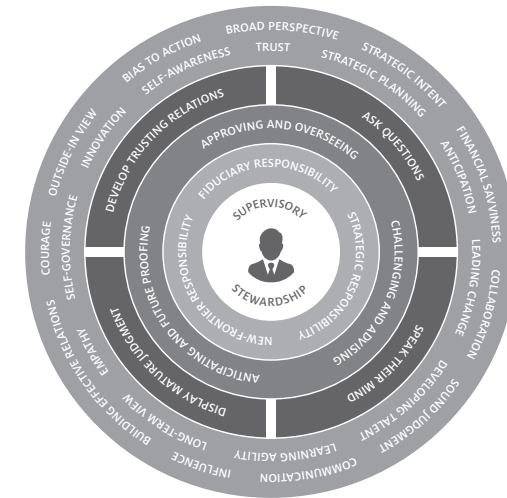 BROAD PERSPECTIVE
TRUST
STRATEGIC INTENT
STRATEGIC PLANNING
FINANCIAL SAVVINESS
ANTICIPATION
COLLABORATION
LEADING CHANGE
SOUND JUDGMENT
DEVELOPING TALENT
COMMUNICATION
LEARNING AGILITY
INFLUENCE
LONG-TERM VIEW
BUILDING EFFECTIVE RELATIONS
EMPATHY
COURAGE
SELF-GOVERNANCE
OUTSIDE-IN VIEW
INNOVATION
BIAS TO ACTION
SELF-AWARENESS
DEVELOP TRUSTING RELATIONS
ASK QUESTIONS
SPEAK THEIR MIND
DISPLAY MATURE JUDGMENT
APPROVING AND OVERSEEING
CHALLENGING AND ADVISING
ANTICIPATING AND FUTURE PROOFING
FIDUCIARY RESPONSIBILITY
STRATEGIC RESPONSIBILITY
NEW-FRONTIER RESPONSIBILITY
SUPERVISORY
STEWARDSHIP